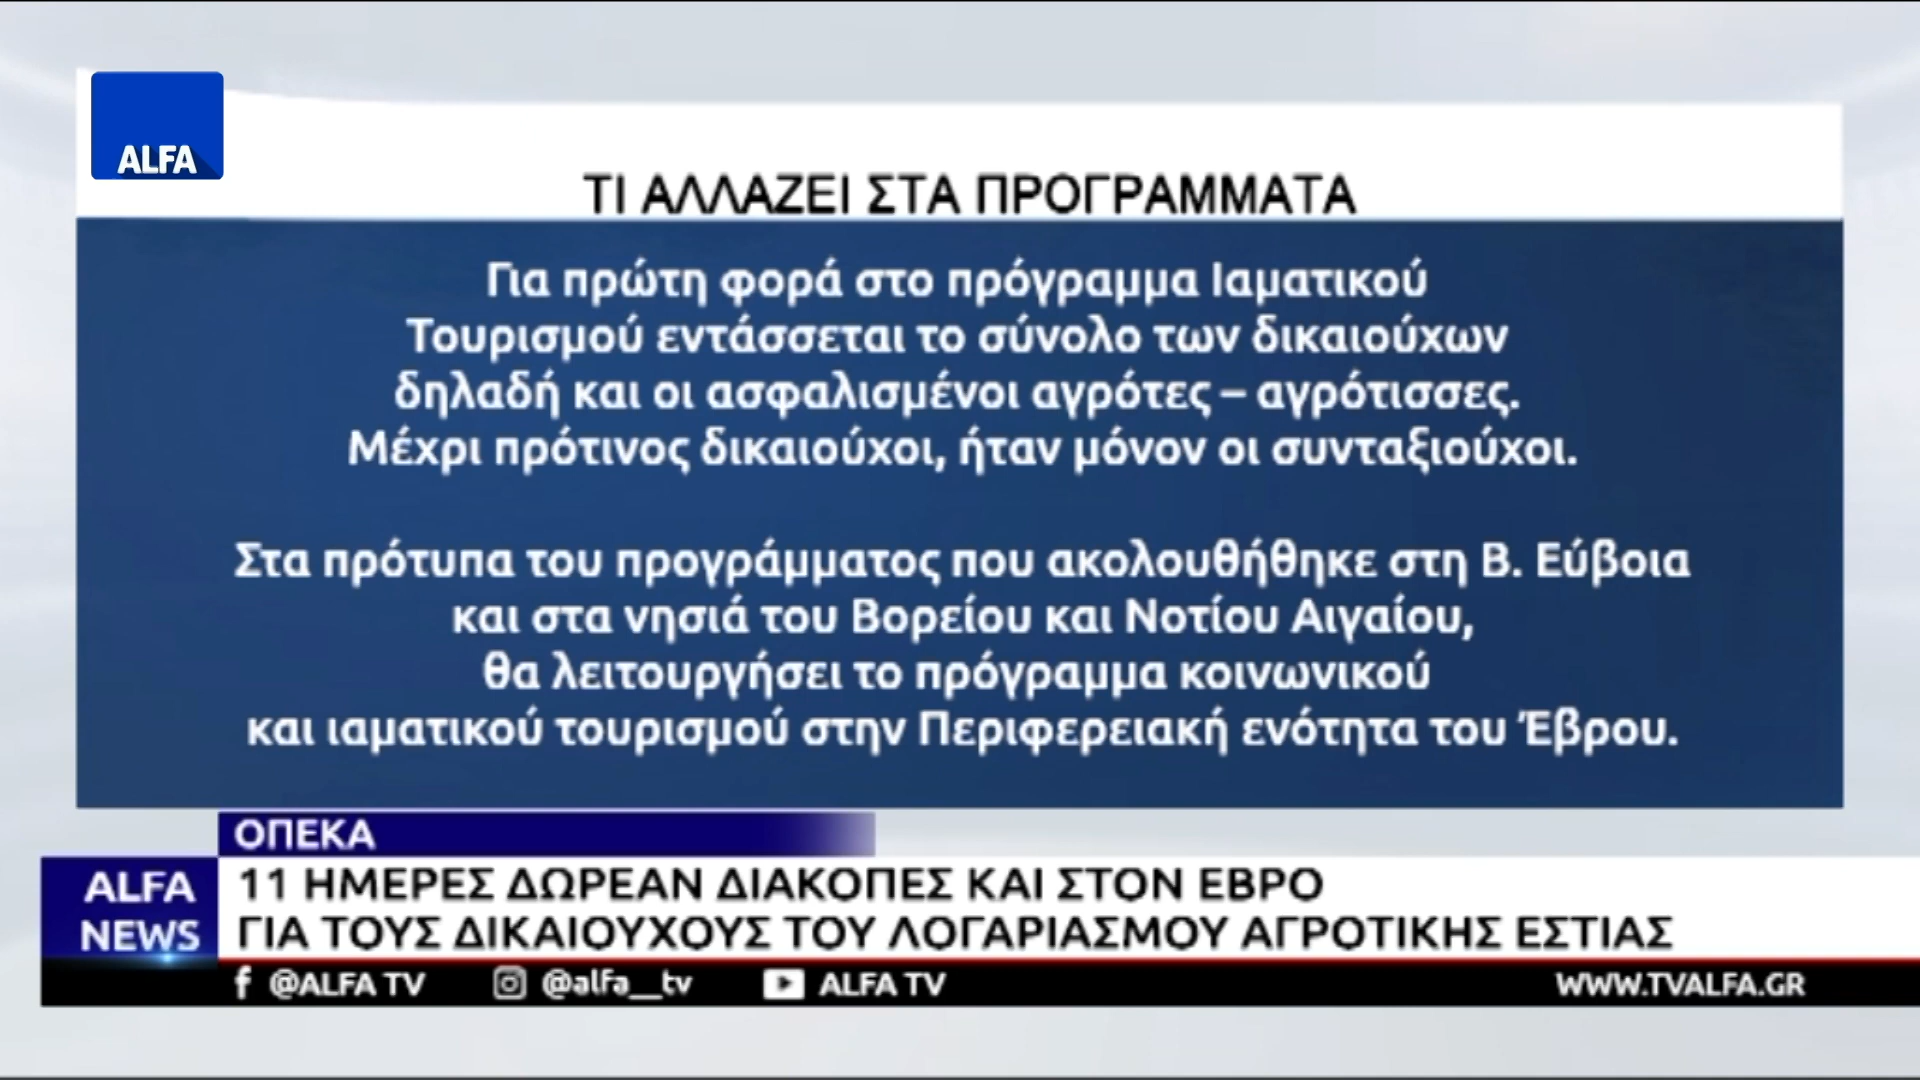 ALFA
ΤΙ ΑΛΛΑΖΕΙ ΣΤΑ ΠΡΟΓΡΑΜΜΑΤΑ
Για πρώτη φορά στο πρόγραμμα Ιαματικού
Τουρισμού εντάσσεται το σύνολο των δικαιούχων
δηλαδή και οι ασφαλισμένοι αγρότες – αγρότισσες.
Μέχρι πρότινος δικαιούχοι, ήταν μόνον οι συνταξιούχοι.
Στα πρότυπα του προγράμματος που ακολουθήθηκε στη Β. Εύβοια
και στα νησιά του Βορείου και Νοτίου Αιγαίου,
θα λειτουργήσει το πρόγραμμα κοινωνικού
και ιαματικού τουρισμού στην Περιφερειακή ενότητα του Έβρου.
ΟΠΕΚΑ
ALFA NEWS
11 ΗΜΕΡΕΣ ΔΩΡΕΑΝ ΔΙΑΚΟΠΕΣ ΚΑΙ ΣΤΟΝ ΕΒΡΟ
ΓΙΑ ΤΟΥΣ ΔΙΚΑΙΟΥΧΟΥΣ ΤΟΥ ΛΟΓΑΡΙΑΣΜΟΥ ΑΓΡΟΤΙΚΗΣ ΕΣΤΙΑΣ
@ALFA TV @alfa__tv ALFA TV WWW.TVALFA.GR